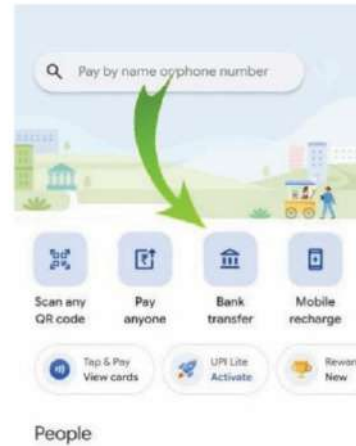 Pay by name or phone number
Scan any
QR code
Pay
anyone
Bank
transfer
Mobile
recharge
Tap & Pay
View cards
UPI Lite
Activate
Rewar
New
People